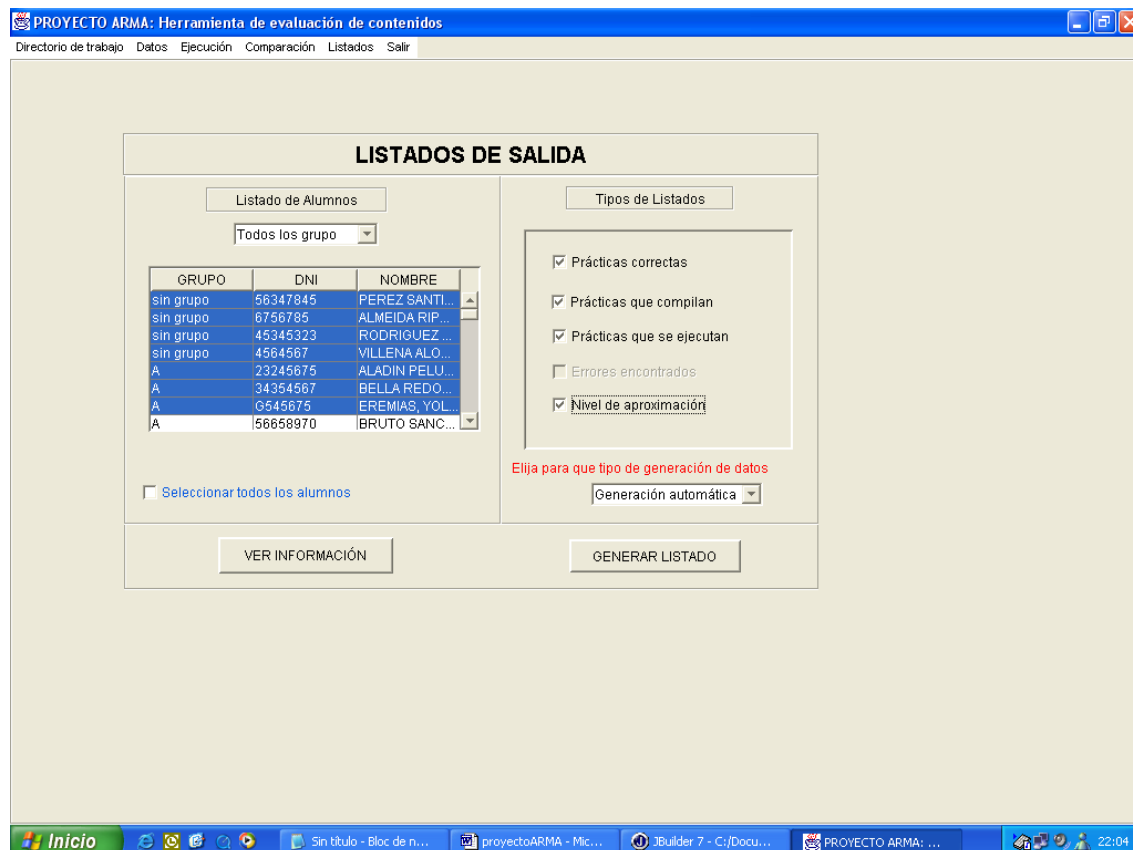 PROYECTO ARMA: Herramienta de evaluación de contenidos
Directorio de trabajo Datos Ejecución Comparación Listados Salir
LISTADOS DE SALIDA
Listado de Alumnos
Todos los grupo
GRUPO DNI NOMBRE
sin grupo 56347845 PEREZ SANTI...
sin grupo 6756785 ALMEIDA RIP...
sin grupo 45345323 RODRIGUEZ ...
sin grupo 4564567 VILLENA ALO...
A 23245675 ALADIN PELU...
A 34354567 BELLA REDO...
A G545675 EREMIAS, YOL...
A 56658970 BRUTO SANC...
Seleccionar todos los alumnos
Tipos de Listados
Prácticas correctas
Prácticas que compilan
Prácticas que se ejecutan
Errores encontrados
Nivel de aproximación
Elija para que tipo de generación de datos
Generación automática
VER INFORMACIÓN
GENERAR LISTADO
Inicio
Sin título - Bloc de n...
proyectoARMA - Mic...
JBuilder 7 - C:/Docu...
PROYECTO ARMA: ...
22:04